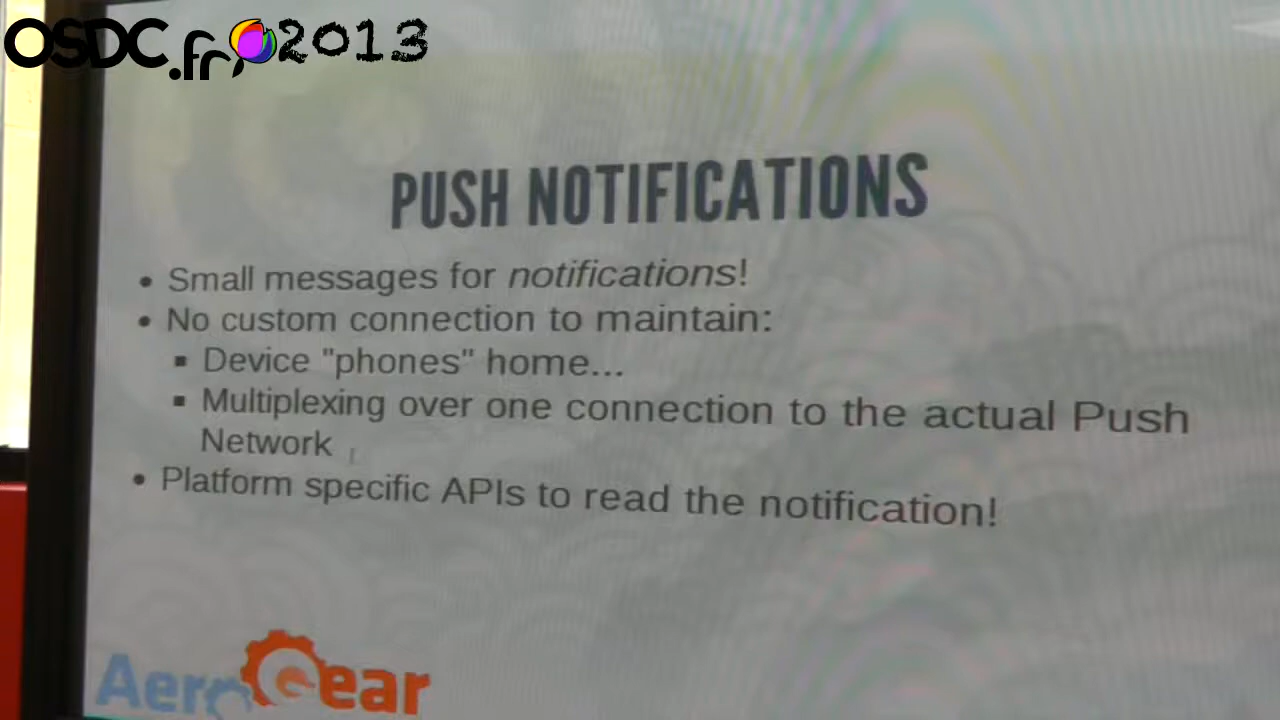 OSDC.fr 2013
PUSH NOTIFICATIONS
• Small messages for notifications!
• No custom connection to maintain:
▪ Device "phones" home...
▪ Multiplexing over one connection to the actual Push
Network
• Platform specific APIs to read the notification!
AeroGear